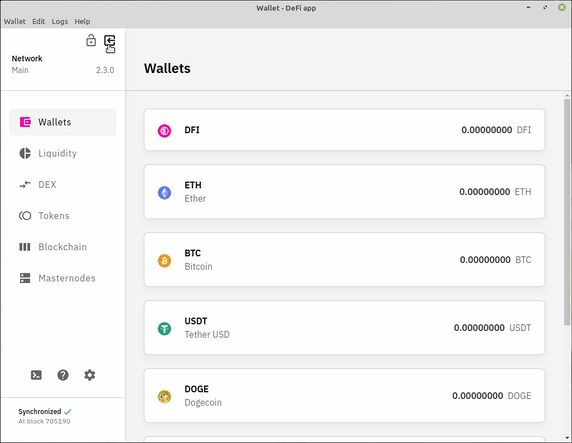 Wallet - DeFi app
Wallet Edit Logs Help
Network
Main 2.3.0
Wallets
Liquidity
DEX
Tokens
Blockchain
Masternodes
Synchronized
At block 705190
Wallets
DFI 0.00000000 DFI
ETH
Ether
0.00000000 ETH
BTC
Bitcoin
0.00000000 BTC
USDT
Tether USD
0.00000000 USDT
DOGE
Dogecoin
0.00000000 DOGE